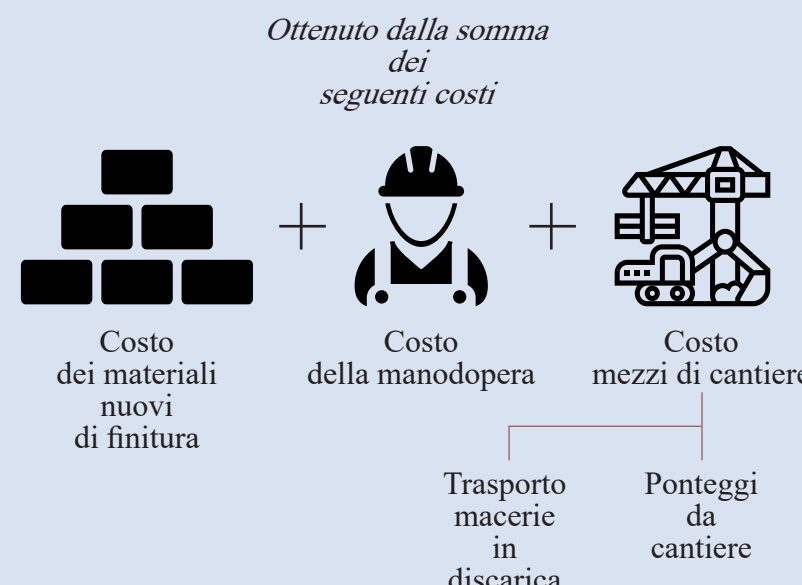 Ottenuto dalla somma
dei
seguenti costi
Costo
dei materiali
nuovi
di finitura
Costo
della manodopera
Costo
mezzi di cantiere
Trasporto
macerie
in
discarica
Ponteggi
da
cantiere